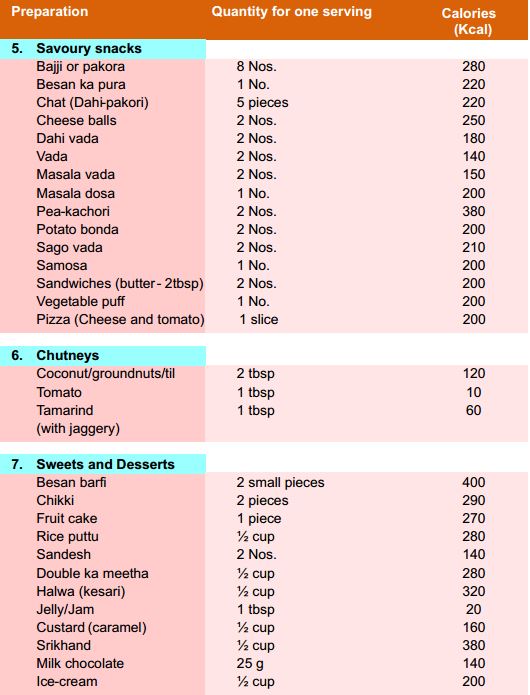 Preparation Quantity for one serving Calories
(Kcal)
5. Savoury snacks
Bajji or pakora 8 Nos. 280
Besan ka pura 1 No. 220
Chat (Dahi-pakori) 5 pieces 220
Cheese balls 2 Nos. 250
Dahi vada 2 Nos. 180
Vada 2 Nos. 140
Masala vada 2 Nos. 150
Masala dosa 1 No. 200
Pea-kachori 2 Nos. 380
Potato bonda 2 Nos. 200
Sago vada 2 Nos. 210
Samosa 1 No. 200
Sandwiches (butter - 2tbsp) 2 Nos. 200
Vegetable puff 1 No. 200
Pizza (Cheese and tomato) 1 slice 200
6. Chutneys
Coconut/groundnuts/til 2 tbsp 120
Tomato 1 tbsp 10
Tamarind 1 tbsp 60
(with jaggery)
7. Sweets and Desserts
Besan barfi 2 small pieces 400
Chikki 2 pieces 290
Fruit cake 1 piece 270
Rice puttu ½ cup 280
Sandesh 2 Nos. 140
Double ka meetha ½ cup 280
Halwa (kesari) ½ cup 320
Jelly/Jam 1 tbsp 20
Custard (caramel) ½ cup 160
Srikhand ½ cup 380
Milk chocolate 25 g 140
Ice-cream ½ cup 200